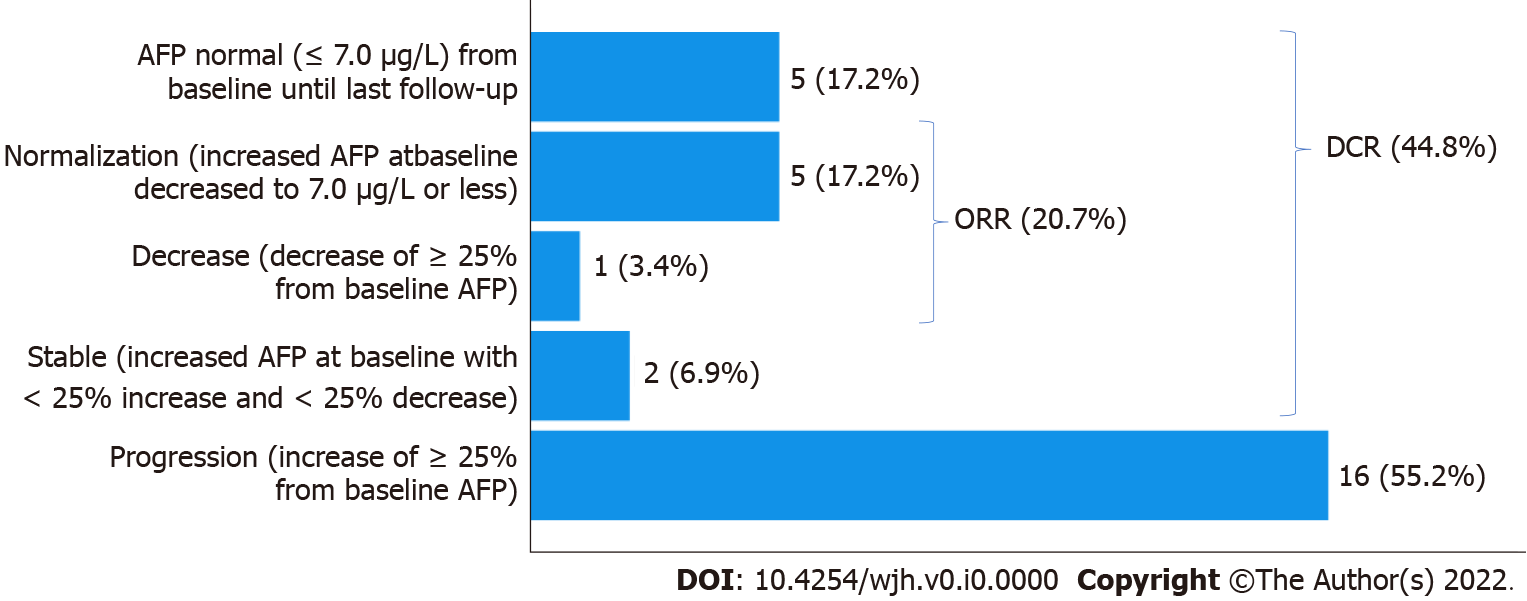 AFP normal (≤ 7.0 µg/L) from
baseline until last follow-up
5 (17.2%)
Normalization (increased AFP atbaseline
decreased to 7.0 µg/L or less)
5 (17.2%)
Decrease (decrease of ≥ 25%
from baseline AFP)
1 (3.4%)
Stable (increased AFP at baseline with
< 25% increase and < 25% decrease)
2 (6.9%)
Progression (increase of ≥ 25%
from baseline AFP)
16 (55.2%)
ORR (20.7%)
DCR (44.8%)
DOI: 10.4254/wjh.v0.i0.0000 Copyright ©The Author(s) 2022.